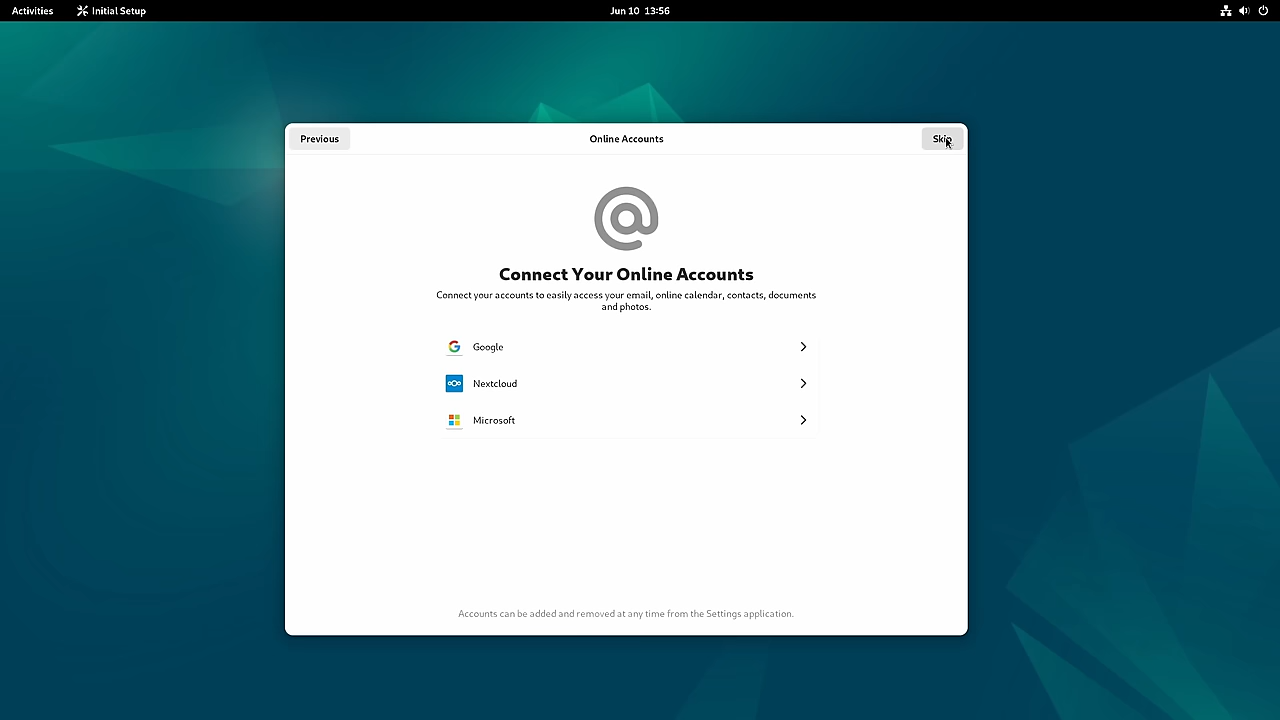 Activities
Initial Setup
Jun 10 13:56
Previous
Online Accounts
Skip
Connect Your Online Accounts
Connect your accounts to easily access your email, online calendar, contacts, documents
and photos.
Google
Nextcloud
Microsoft
Accounts can be added and removed at any time from the Settings application.